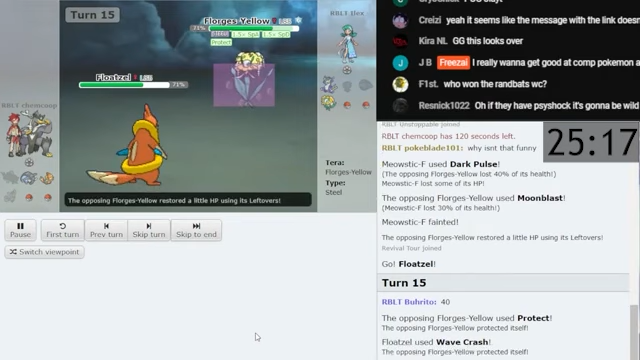 Turn 15
Florges-Yellow
RBLT Ilex
71%
Protect
Floatzel
71%
RBLT chemcoop
Tera:
Florges-Yellow
Type:
Steel
The opposing Florges-Yellow restored a little HP using its Leftovers!
Pause
First turn
Prev turn
Skip turn
Skip to end
Switch viewpoint
Creizi yeah it seems like the message with the link doesn
Kira NL GG this looks over
J B Freezai I really wanna get good at comp pokemon a
F1st. who won the randbats wc?
Resnick1022 Oh if they have psyshock it's gonna be wild
RBLT Unstoppable joined
RBLT chemcoop has 120 seconds left.
RBLT pokeblade101: why isnt that funny
25:17
Meowstic-F used Dark Pulse!
(The opposing Florges-Yellow lost 40% of its health!)
Meowstic-F lost some of its HP!
The opposing Florges-Yellow used Moonblast!
(Meowstic-F lost 30% of its health!)
Meowstic-F fainted!
The opposing Florges-Yellow restored a little HP using its Leftovers!
Revival Tour joined
Go! Floatzel!
Turn 15
RBLT Buhrito: 40
The opposing Florges-Yellow used Protect!
The opposing Florges-Yellow protected itself!
Floatzel used Wave Crash!
The opposing Florges-Yellow protected itself!